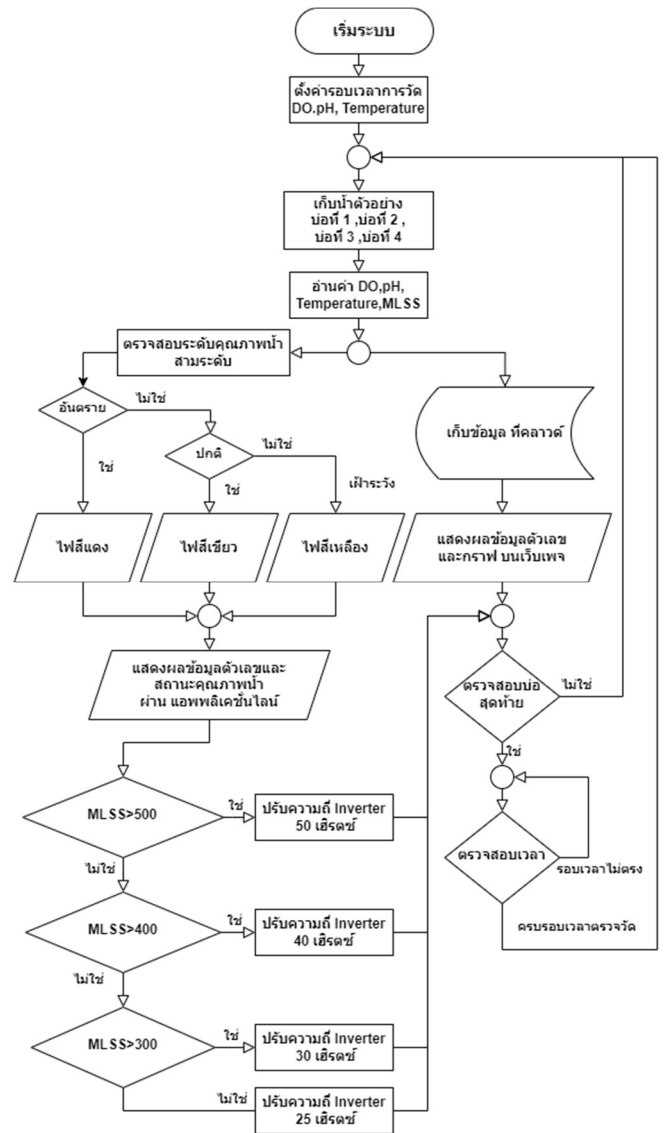 เริ่มระบบ
ตั้งค่ารอบเวลาการวัด
DO.pH, Temperature
เก็บน้ำตัวอย่าง
บ่อที่ 1 ,บ่อที่ 2 ,
บ่อที่ 3 ,บ่อที่ 4
อ่านค่า DO,pH,
Temperature,MLSS
ตรวจสอบระดับคุณภาพน้ำ
สามระดับ
อันตราย
ไม่ใช่
ใช่
ปกติ
ไม่ใช่
ใช่
เฝ้าระวัง
ไฟสีแดง
ไฟสีเขียว
ไฟสีเหลือง
เก็บข้อมูล ที่คลาวด์
แสดงผลข้อมูลตัวเลข
และกราฟ บนเว็บเพจ
แสดงผลข้อมูลตัวเลขและ
สถานะคุณภาพน้ำ
ผ่าน แอพพลิเคชั่นไลน์
ตรวจสอบบ่อ
สุดท้าย
ไม่ใช่
ใช่
ตรวจสอบเวลา
รอบเวลาไม่ตรง
ครบรอบเวลาตรวจวัด
MLSS>500
ใช่
ปรับความถี่ Inverter
50 เฮิรตซ์
ไม่ใช่
MLSS>400
ใช่
ปรับความถี่ Inverter
40 เฮิรตซ์
ไม่ใช่
MLSS>300
ใช่
ปรับความถี่ Inverter
30 เฮิรตซ์
ไม่ใช่
ปรับความถี่ Inverter
25 เฮิรตซ์